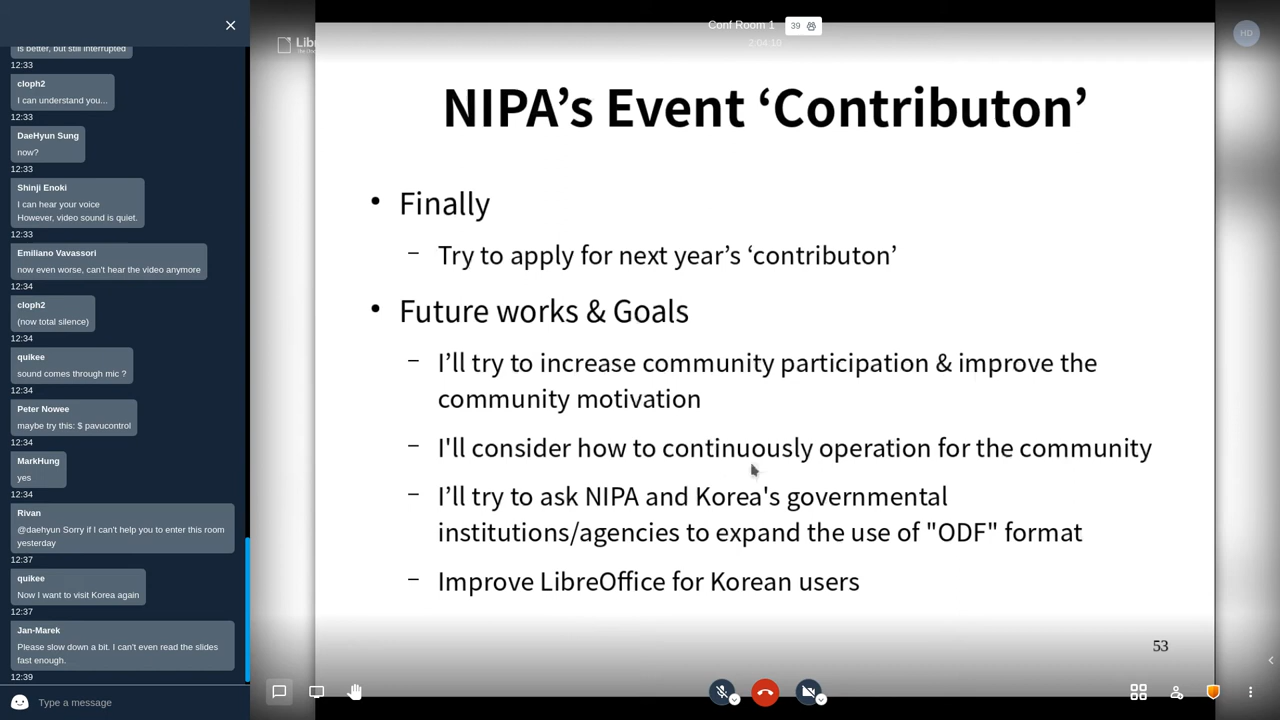 is better, but still interrupted
12:33
cloph2
I can understand you...
12:33
DaeHyun Sung
now?
12:33
Shinji Enoki
I can hear your voice
However, video sound is quiet.
12:33
Emiliano Vavassori
now even worse, can't hear the video anymore
12:34
cloph2
(now total silence)
12:34
quikee
sound comes through mic ?
12:34
Peter Nowee
maybe try this: $ pavucontrol
12:34
MarkHung
yes
12:34
Rivan
@daehyun Sorry if I can't help you to enter this room
yesterday
12:37
quikee
Now I want to visit Korea again
12:37
Jan-Marek
Please slow down a bit. I can't even read the slides
fast enough.
12:39
Type a message
Conf Room 1
39
2:04:19
HD
NIPA’s Event ‘Contributon’
• Finally
– Try to apply for next year’s ‘contributon’
• Future works & Goals
– I’ll try to increase community participation & improve the
community motivation
– I'll consider how to continuously operation for the community
– I’ll try to ask NIPA and Korea's governmental
institutions/agencies to expand the use of "ODF" format
– Improve LibreOffice for Korean users
53